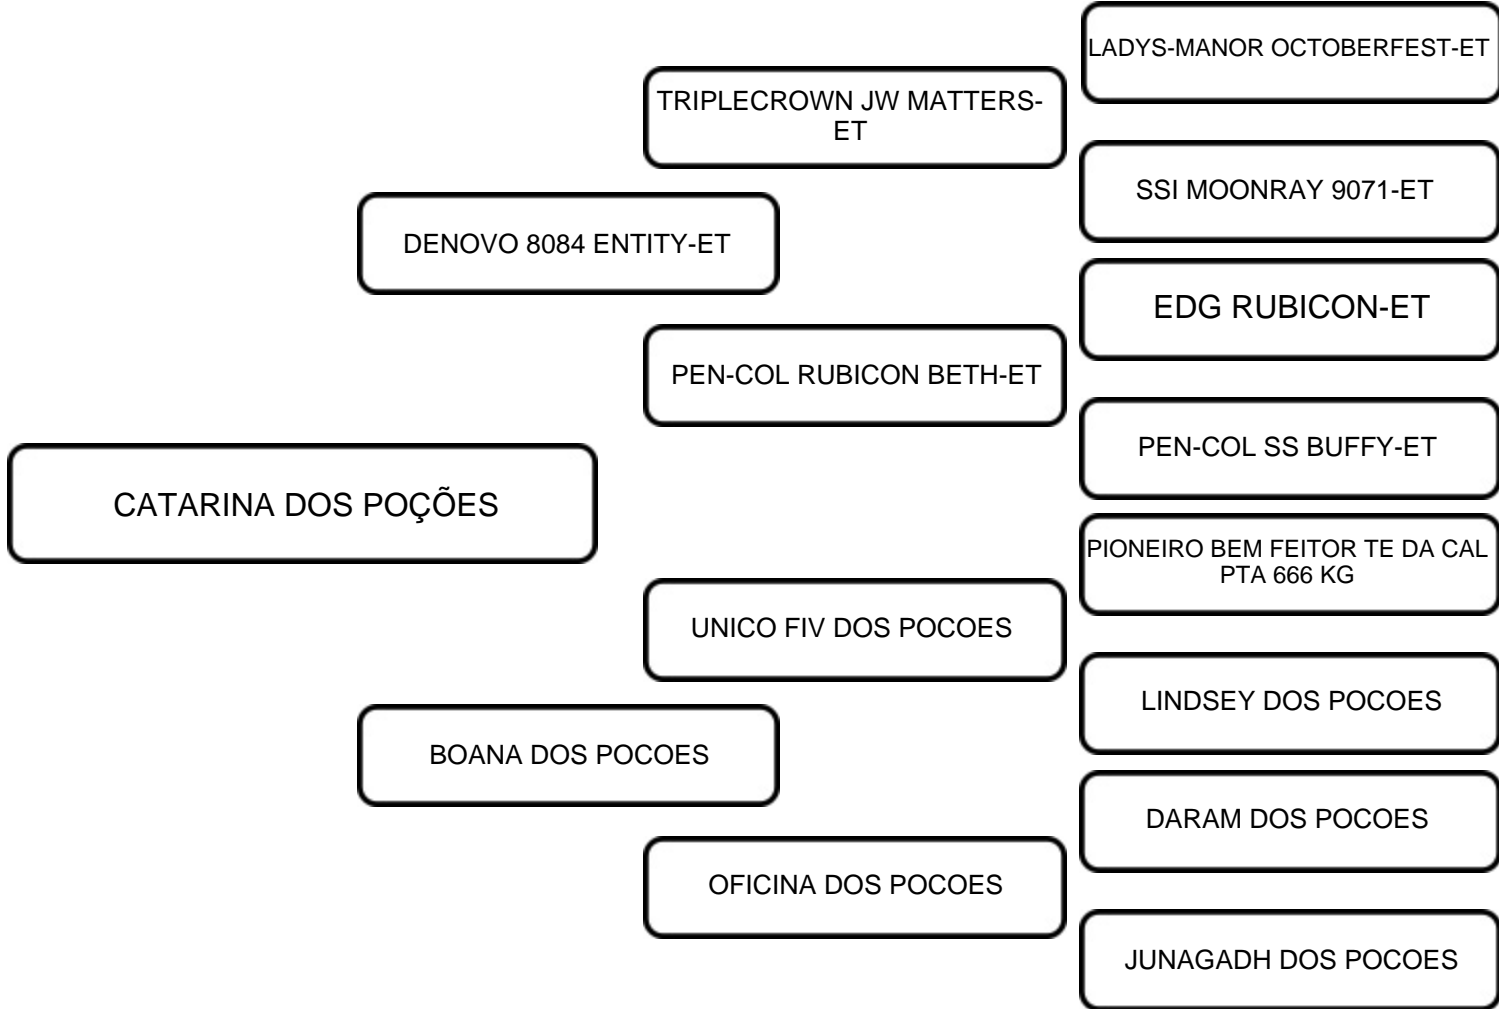 LADYS-MANOR OCTOBERFEST-ET
TRIPLECROWN JW MATTERS-
ET
SSI MOONRAY 9071-ET
DENOVO 8084 ENTITY-ET
EDG RUBICON-ET
PEN-COL RUBICON BETH-ET
PEN-COL SS BUFFY-ET
CATARINA DOS POÇÕES
PIONEIRO BEM FEITOR TE DA CAL
PTA 666 KG
UNICO FIV DOS POCOES
LINDSEY DOS POCOES
BOANA DOS POCOES
DARAM DOS POCOES
OFICINA DOS POCOES
JUNAGADH DOS POCOES